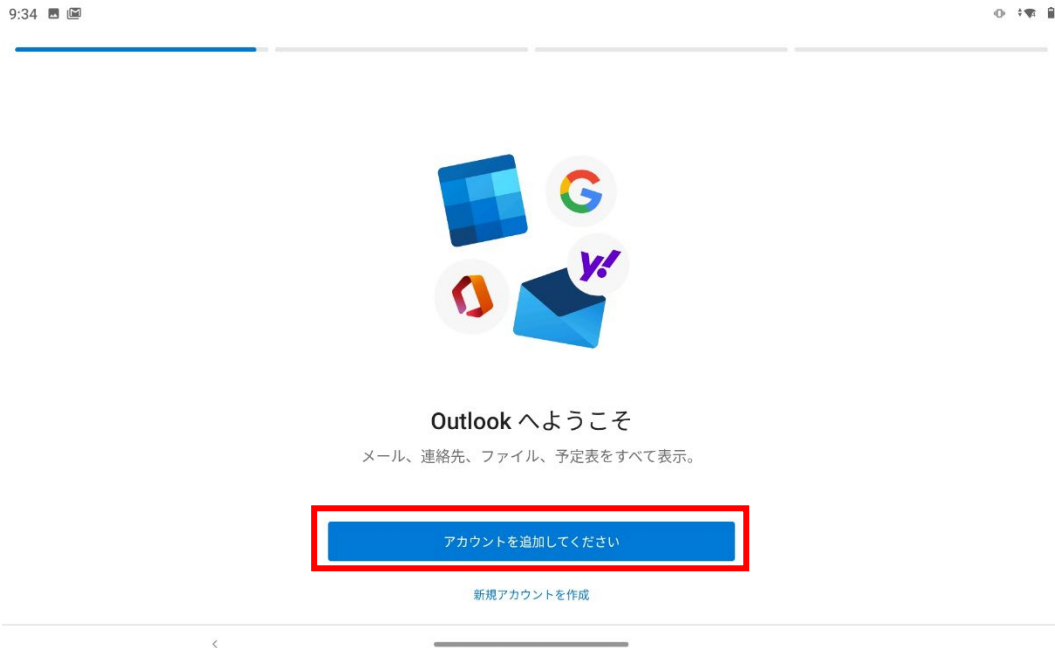 9:34
Outlook へようこそ
メール、連絡先、ファイル、予定表をすべて表示。
アカウントを追加してください
新規アカウントを作成